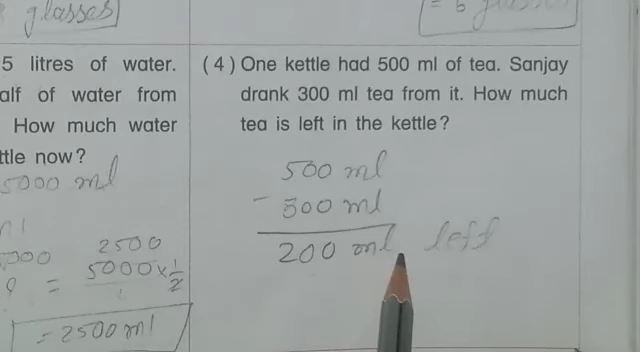 glasses
5 litres of water.
alf of water from
How much water
ttle now?
5000 ml
2500
5000 × 1/2
=
= 2500 ml
(4) One kettle had 500 ml of tea. Sanjay
drank 300 ml tea from it. How much
tea is left in the kettle?
500 ml
- 300 ml
200 ml left